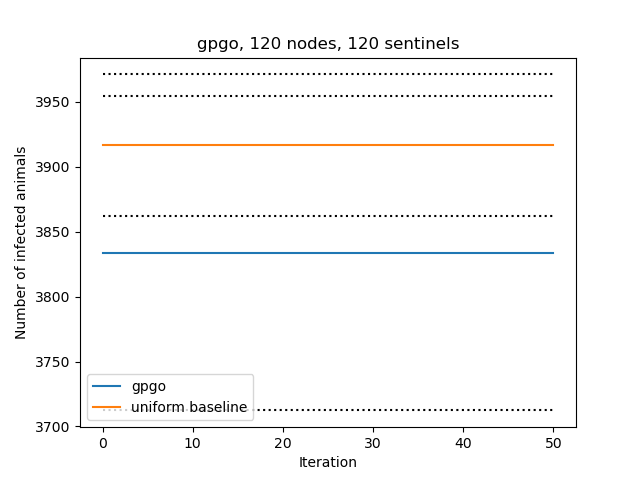 gpgo, 120 nodes, 120 sentinels
Number of infected animals
3950
3900
3850
3800
3750
3700
gpgo
uniform baseline
0 10 20 30 40 50
Iteration